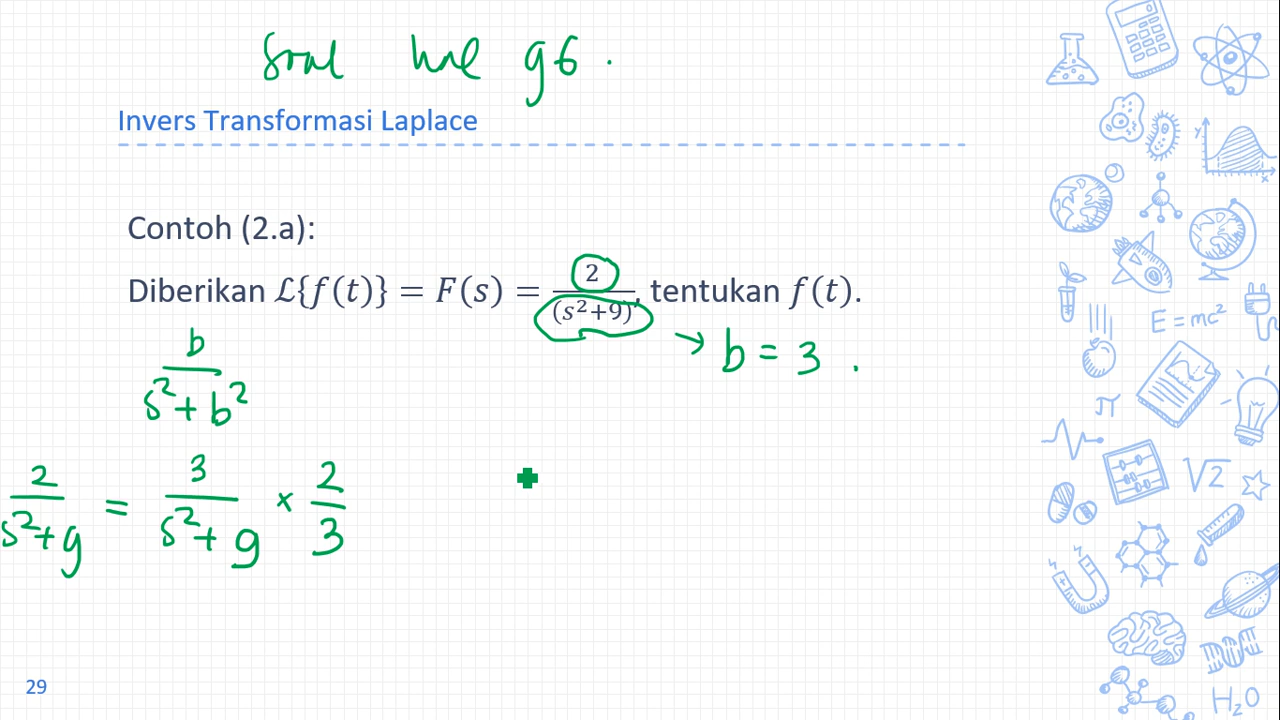 soal hal 96.
Invers Transformasi Laplace
Contoh (2.a):
Diberikan ℒ{f(t)} = F(s) = 2/(s²+9), tentukan f(t).
b/(s² + b²)
→ b = 3.
2/(s² + 9) = 3/(s² + 9) × 2/3
29
y
x
E = mc²
π
√2
H₂O